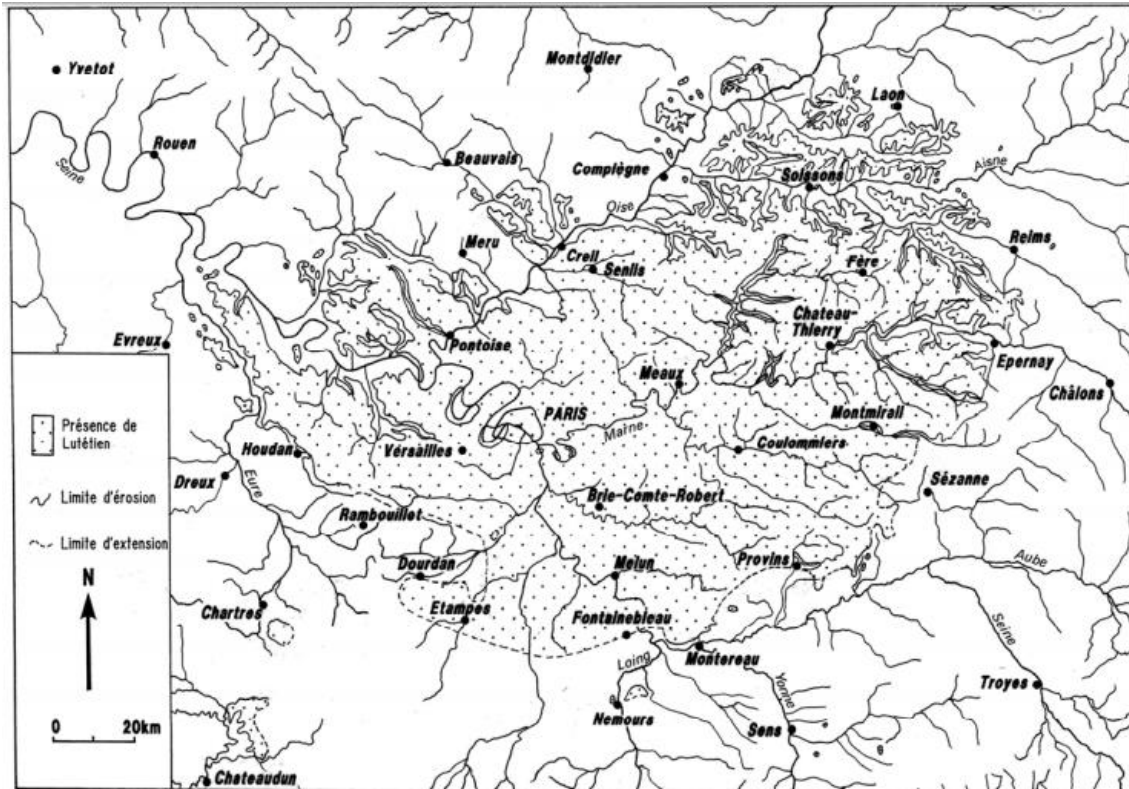 Yvetot
Montdidier
Laon
Rouen
Beauvais
Compiègne
Soissons
Aisne
Seine
Oise
Reims
Meru
Creil
Senlis
Fère
Chateau-
Thierry
Evreux
Pontoise
Epernay
Meaux
Châlons
PARIS
Montmirail
Marne
Présence de
Lutétien
Houdan
Versailles
Coulommiers
Dreux
Eure
Sézanne
Limite d'érosion
Brie-Comte-Robert
Rambouillet
Limite d'extension
Aube
Dourdan
Melun
Provins
N
Chartres
Etampes
Fontainebleau
Loing
Montereau
Seine
Yonne
Troyes
0 20km
Nemours
Sens
Chateaudun